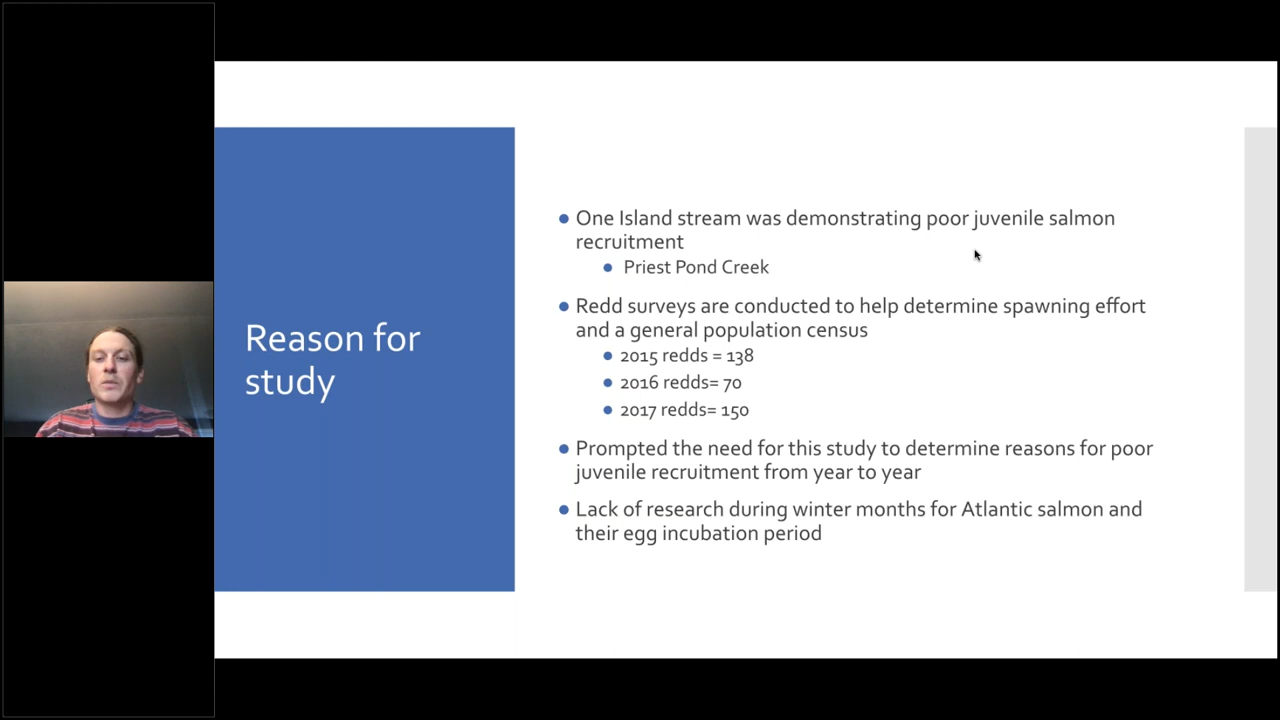 Reason for
study
One Island stream was demonstrating poor juvenile salmon
recruitment
Priest Pond Creek
Redd surveys are conducted to help determine spawning effort
and a general population census
2015 redds = 138
2016 redds= 70
2017 redds= 150
Prompted the need for this study to determine reasons for poor
juvenile recruitment from year to year
Lack of research during winter months for Atlantic salmon and
their egg incubation period